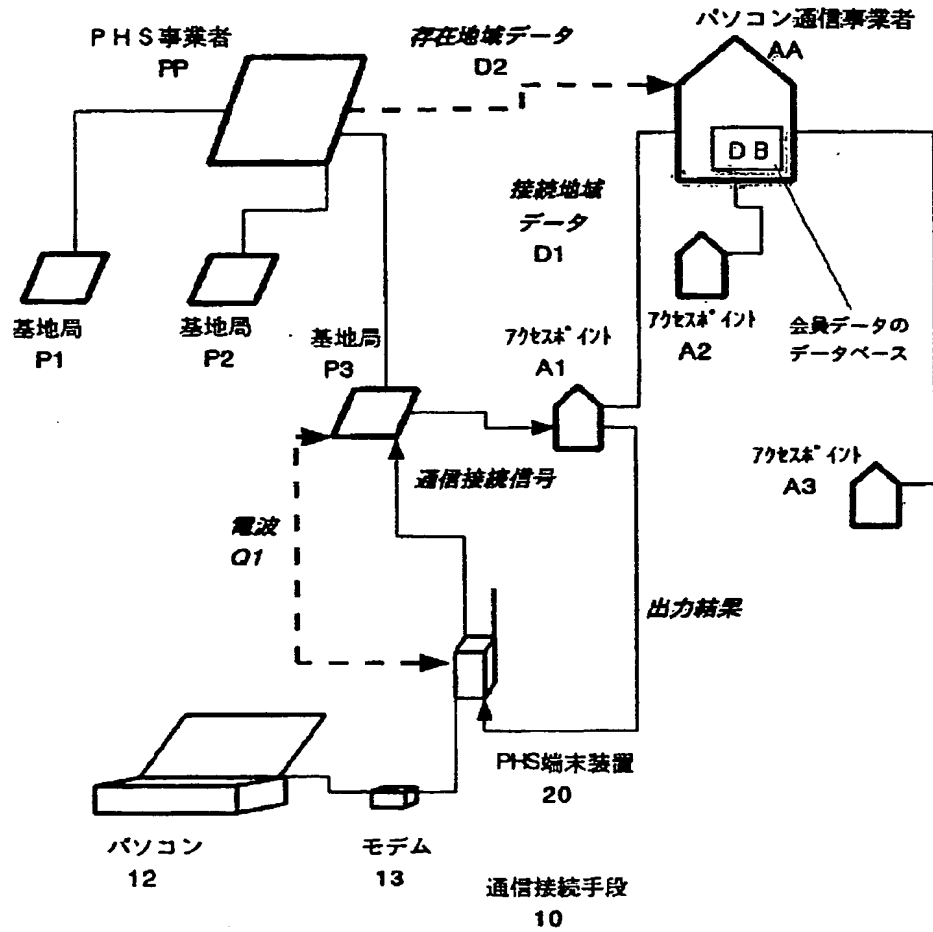 パソコン通信事業者
AA
PHS事業者
PP
存在地域データ
D2
DB
接続地域
データ
D1
基地局
P1
基地局
P2
基地局
P3
アクセスポイント
A1
アクセスポイント
A2
会員データの
データベース
アクセスポイント
A3
通信接続信号
電波
Q1
出力結果
PHS端末装置
20
パソコン
12
モデム
13
通信接続手段
10